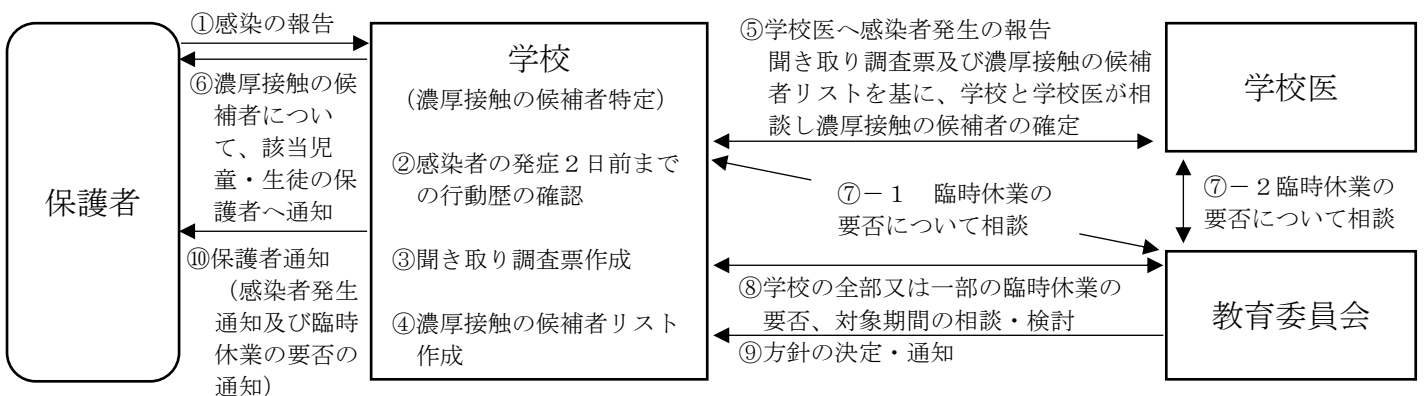 保護者
①感染の報告
⑥濃厚接触の候
補者につい
て、該当児
童・生徒の保
護者へ通知
⑩保護者通知
（感染者発生
通知及び臨時
休業の要否の
通知）
学校
（濃厚接触の候補者特定）
②感染者の発症２日前まで
の行動歴の確認
③聞き取り調査票作成
④濃厚接触の候補者リスト
作成
⑤学校医へ感染者発生の報告
聞き取り調査票及び濃厚接触の候補
者リストを基に、学校と学校医が相
談し濃厚接触の候補者の確定
⑦－１　臨時休業の
要否について相談
⑧学校の全部又は一部の臨時休業の
要否、対象期間の相談・検討
⑨方針の決定・通知
学校医
⑦－２臨時休業の
要否について相談
教育委員会